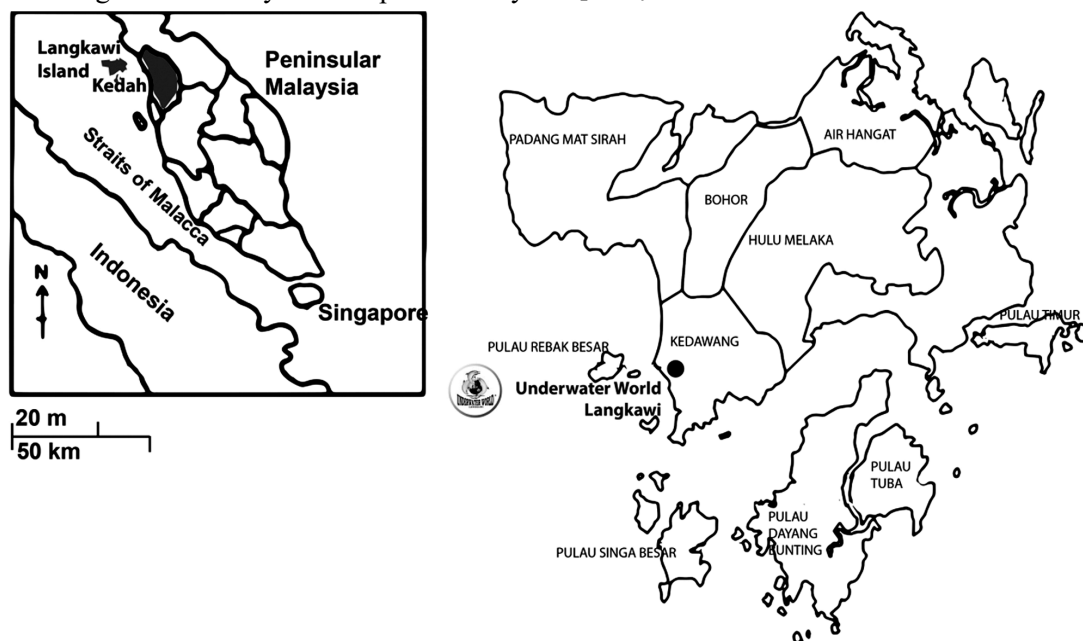 Langkawi
Island
Kedah
Peninsular
Malaysia
Straits of Malacca
Indonesia
N
Singapore
20 m
50 km
PADANG MAT SIRAH
AIR HANGAT
BOHOR
HULU MELAKA
PULAU TIMUR
KEDAWANG
PULAU REBAK BESAR
Underwater World
Langkawi
UNDERWATER WORLD
PULAU
TUBA
PULAU
DAYANG
BUNTING
PULAU SINGA BESAR